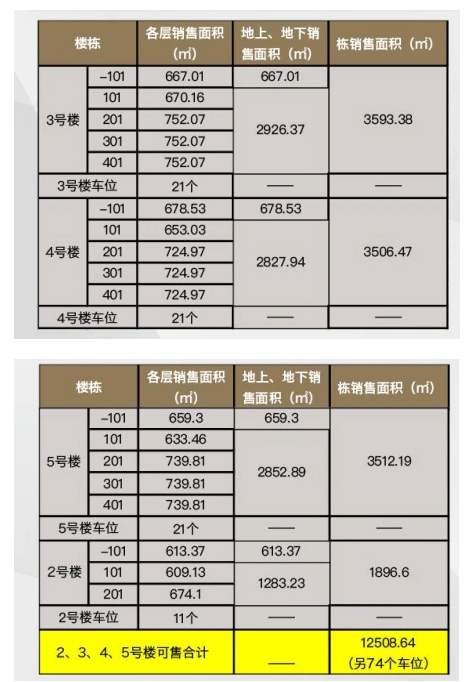 楼栋 各层销售面积（㎡） 地上、地下销售面积（㎡） 栋销售面积（㎡）
3号楼 -101 667.01 667.01 3593.38
101 670.16 2926.37
201 752.07
301 752.07
401 752.07
3号楼车位 21个 —— ——
4号楼 -101 678.53 678.53 3506.47
101 653.03 2827.94
201 724.97
301 724.97
401 724.97
4号楼车位 21个 —— ——
楼栋 各层销售面积（㎡） 地上、地下销售面积（㎡） 栋销售面积（㎡）
5号楼 -101 659.3 659.3 3512.19
101 633.46 2852.89
201 739.81
301 739.81
401 739.81
5号楼车位 21个 —— ——
2号楼 -101 613.37 613.37 1896.6
101 609.13 1283.23
201 674.1
2号楼车位 11个 —— ——
2、3、4、5号楼可售合计 —— 12508.64
（另74个车位）